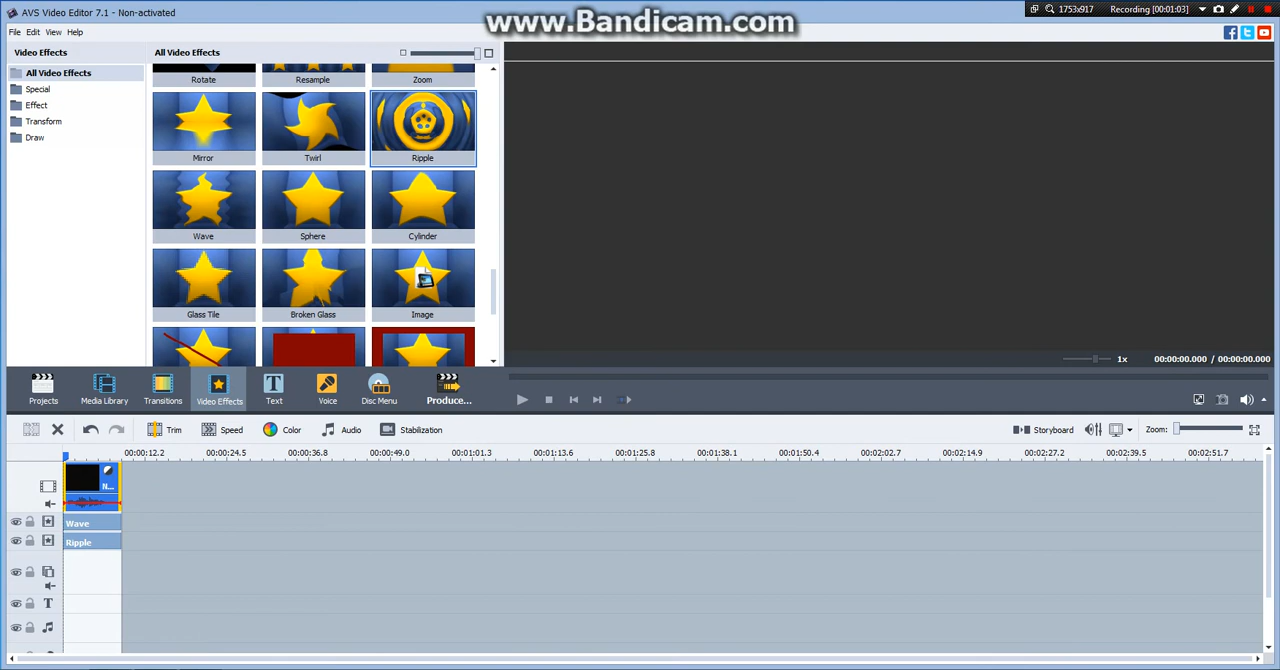 AVS Video Editor 7.1 - Non-activated
www.Bandicam.com
1753x917 Recording [00:01:03]
File Edit View Help
Video Effects
All Video Effects
All Video Effects
Special
Effect
Transform
Draw
Rotate Resample Zoom
Mirror Twirl Ripple
Wave Sphere Cylinder
Glass Tile Broken Glass Image
1x 00:00:00.000 / 00:00:00.000
Projects Media Library Transitions Video Effects Text Voice Disc Menu Produce...
Trim Speed Color Audio Stabilization Storyboard Zoom:
00:00:12.2 00:00:24.5 00:00:36.8 00:00:49.0 00:01:01.3 00:01:13.6 00:01:25.8 00:01:38.1 00:01:50.4 00:02:02.7 00:02:14.9 00:02:27.2 00:02:39.5 00:02:51.7
N...
Wave
Ripple
T